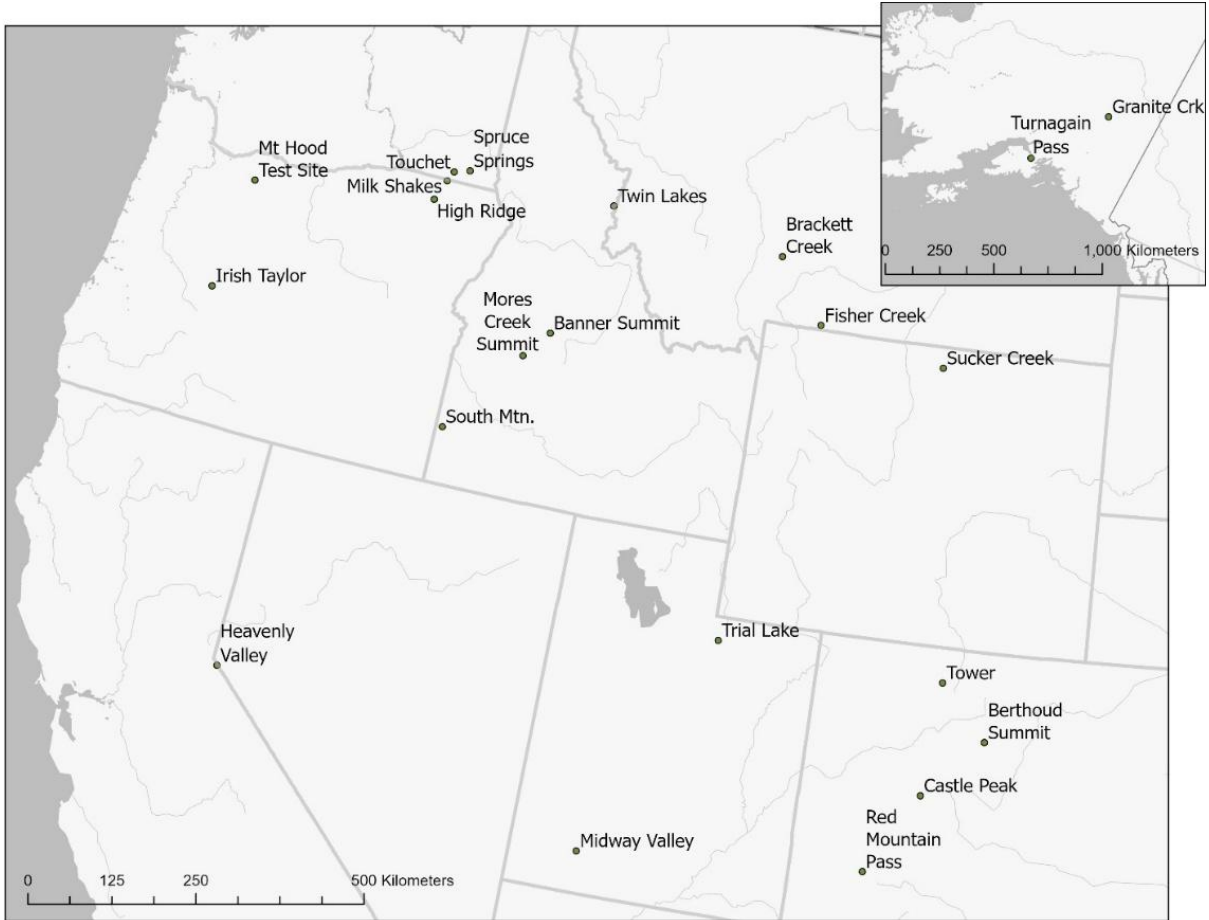 Granite Crk
Turnagain
Pass
0 250 500 1,000 Kilometers
Mt Hood
Test Site
Spruce
Springs
Touchet
Milk Shakes
High Ridge
Twin Lakes
Brackett
Creek
Irish Taylor
Mores
Creek
Summit
Banner Summit
Fisher Creek
Sucker Creek
South Mtn.
Heavenly
Valley
Trial Lake
Tower
Berthoud
Summit
Castle Peak
Red
Mountain
Pass
Midway Valley
0 125 250 500 Kilometers